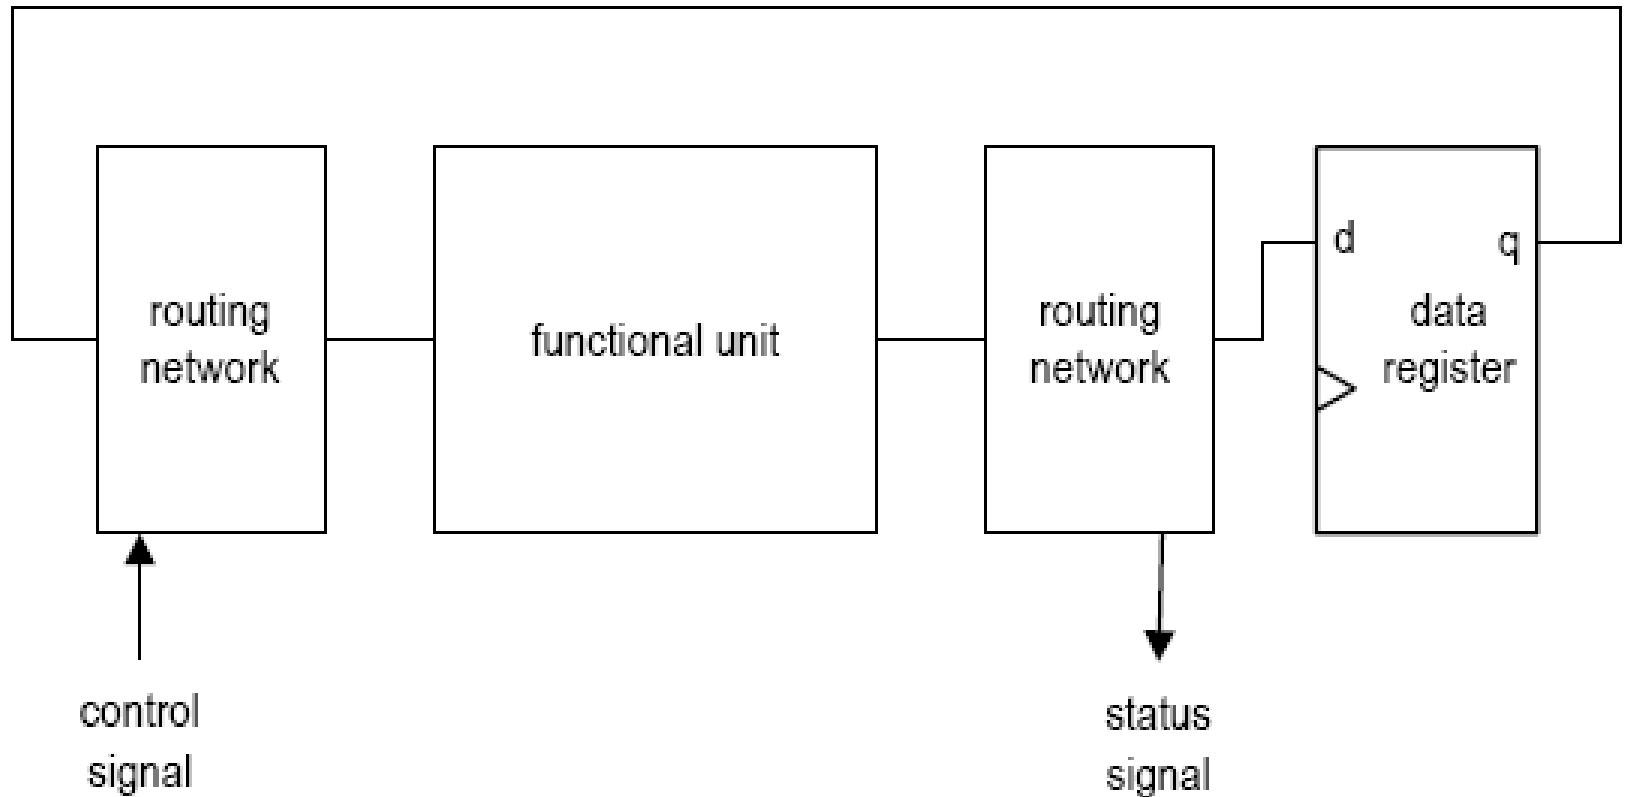 routing
network
functional unit
routing
network
d
q
data
register
control
signal
status
signal